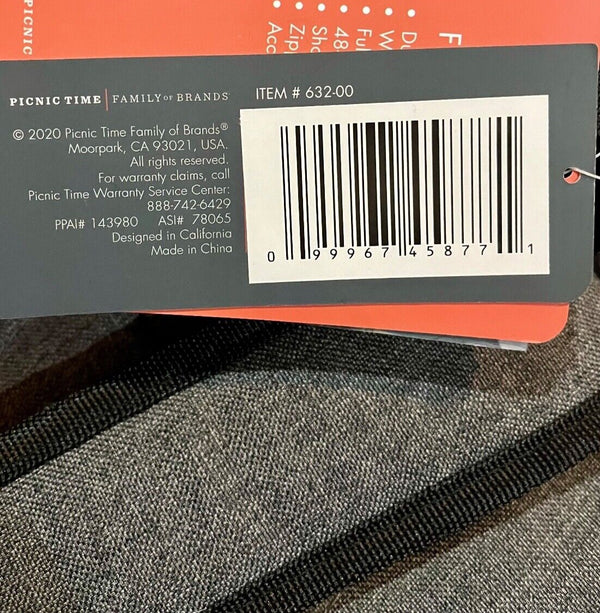 PICNIC
PICNIC TIME | FAMILY OF BRANDS®
ITEM # 632-00
© 2020 Picnic Time Family of Brands®
Moorpark, CA 93021, USA.
All rights reserved.
For warranty claims, call
Picnic Time Warranty Service Center:
888-742-6429
PPAI# 143980 ASI# 78065
Designed in California
Made in China
0 99967 45877 1